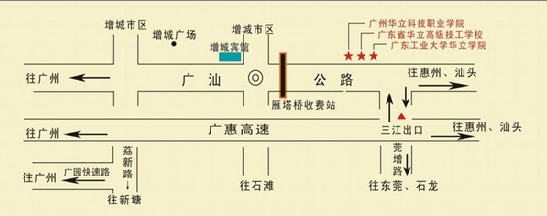 增城市区
增城广场
增城市区
增城宾馆
广州华立科技职业学院
广东省华立高级技工学校
广东工业大学华立学院
往广州
广汕
公路
往惠州、汕头
雁塔桥收费站
往广州
广惠高速
三江出口
往惠州、汕头
荔新路
广园快速路
往广州
莞增路
往新塘
往石滩
往东莞、石龙